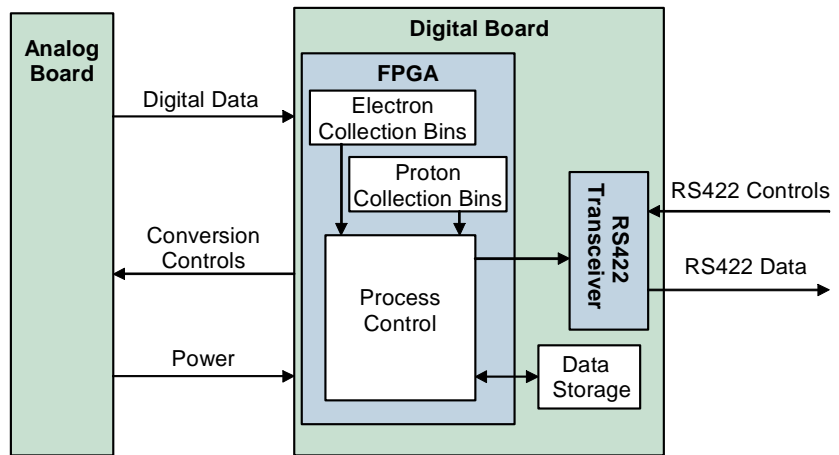 Analog
Board
Digital Board
FPGA
Digital Data
Electron
Collection Bins
Proton
Collection Bins
RS422
Transceiver
RS422 Controls
Conversion
Controls
RS422 Data
Process
Control
Power
Data
Storage